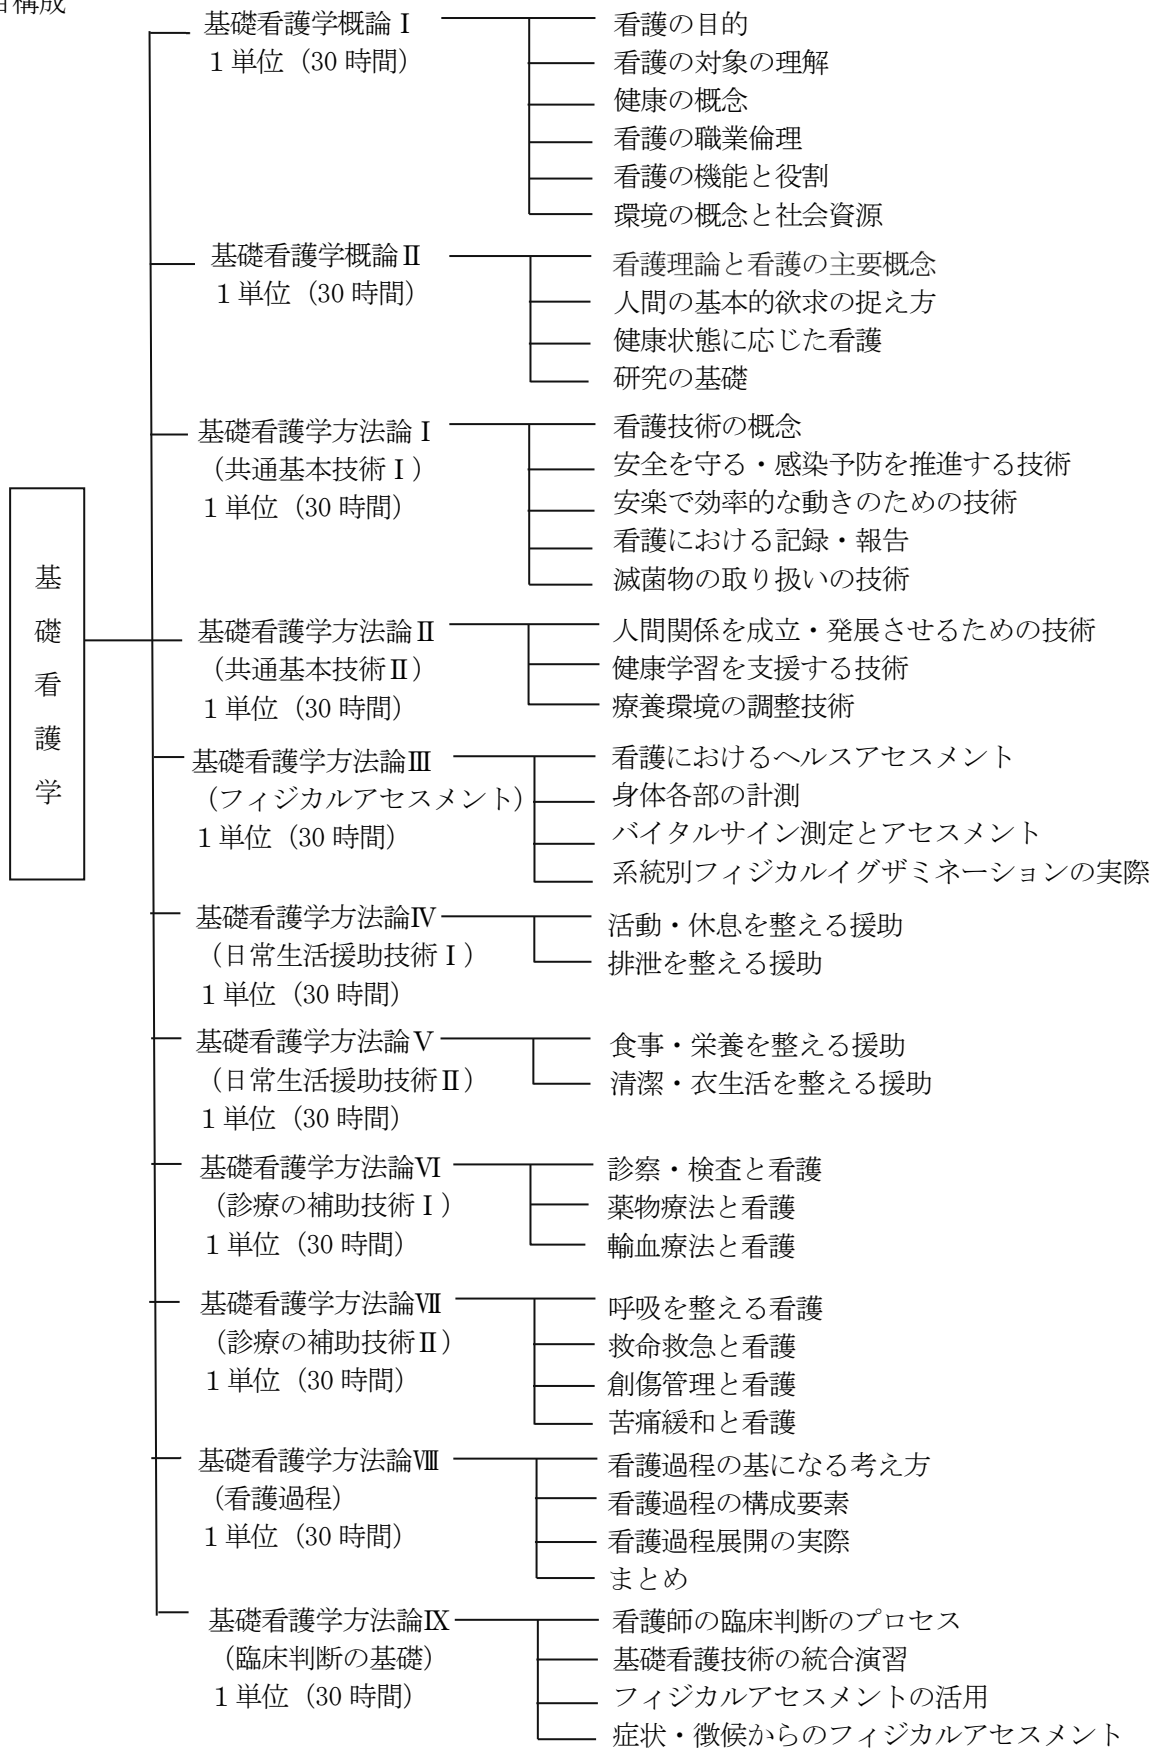 構成
基礎看護学
基礎看護学概論Ⅰ
１単位（30 時間）
看護の目的
看護の対象の理解
健康の概念
看護の職業倫理
看護の機能と役割
環境の概念と社会資源
基礎看護学概論Ⅱ
１単位（30 時間）
看護理論と看護の主要概念
人間の基本的欲求の捉え方
健康状態に応じた看護
研究の基礎
基礎看護学方法論Ⅰ
（共通基本技術Ⅰ）
１単位（30 時間）
看護技術の概念
安全を守る・感染予防を推進する技術
安楽で効率的な動きのための技術
看護における記録・報告
滅菌物の取り扱いの技術
基礎看護学方法論Ⅱ
（共通基本技術Ⅱ）
１単位（30 時間）
人間関係を成立・発展させるための技術
健康学習を支援する技術
療養環境の調整技術
基礎看護学方法論Ⅲ
（フィジカルアセスメント）
１単位（30 時間）
看護におけるヘルスアセスメント
身体各部の計測
バイタルサイン測定とアセスメント
系統別フィジカルイグザミネーションの実際
基礎看護学方法論Ⅳ
（日常生活援助技術Ⅰ）
１単位（30 時間）
活動・休息を整える援助
排泄を整える援助
基礎看護学方法論Ⅴ
（日常生活援助技術Ⅱ）
１単位（30 時間）
食事・栄養を整える援助
清潔・衣生活を整える援助
基礎看護学方法論Ⅵ
（診療の補助技術Ⅰ）
１単位（30 時間）
診察・検査と看護
薬物療法と看護
輸血療法と看護
基礎看護学方法論Ⅶ
（診療の補助技術Ⅱ）
１単位（30 時間）
呼吸を整える看護
救命救急と看護
創傷管理と看護
苦痛緩和と看護
基礎看護学方法論Ⅷ
（看護過程）
１単位（30 時間）
看護過程の基になる考え方
看護過程の構成要素
看護過程展開の実際
まとめ
基礎看護学方法論Ⅸ
（臨床判断の基礎）
１単位（30 時間）
看護師の臨床判断のプロセス
基礎看護技術の統合演習
フィジカルアセスメントの活用
症状・徴候からのフィジカルアセスメント